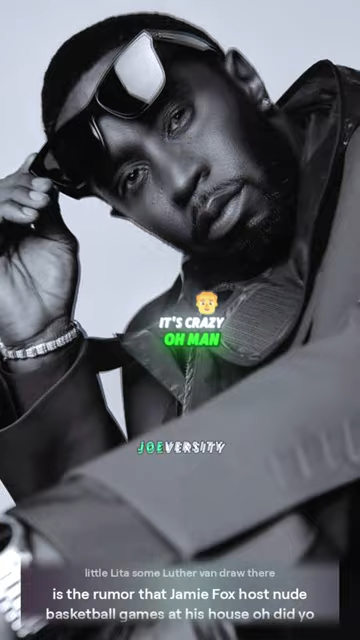 IT'S CRAZY
OH MAN
JOEVERSITY
little Lita some Luther van draw there
is the rumor that Jamie Fox host nude
basketball games at his house oh did yo